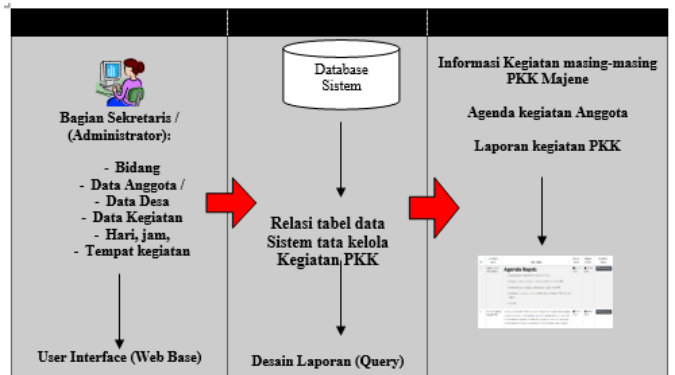 Bagian Sekretaris /
(Administrator):
- Bidang
- Data Anggota /
- Data Desa
- Data Kegiatan
- Hari, jam,
- Tempat kegiatan
User Interface (Web Base)
Database
Sistem
Relasi tabel data
Sistem tata kelola
Kegiatan PKK
Desain Laporan (Query)
Informasi Kegiatan masing-masing
PKK Majene
Agenda kegiatan Anggota
Laporan kegiatan PKK
Agenda Rapat: